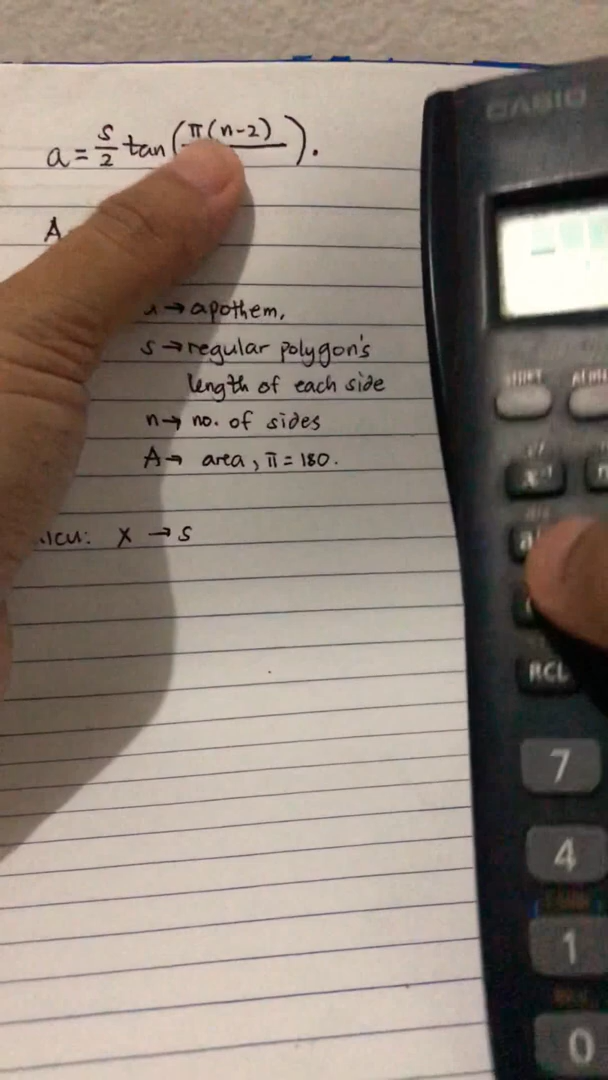 CASIO
a = s/2 tan(π(n-2) ).
A
SHIFT
a → apothem,
s → regular polygon's
length of each side
n → no. of sides
A → area, π = 180.
x → s
RCL
7
4
1
0